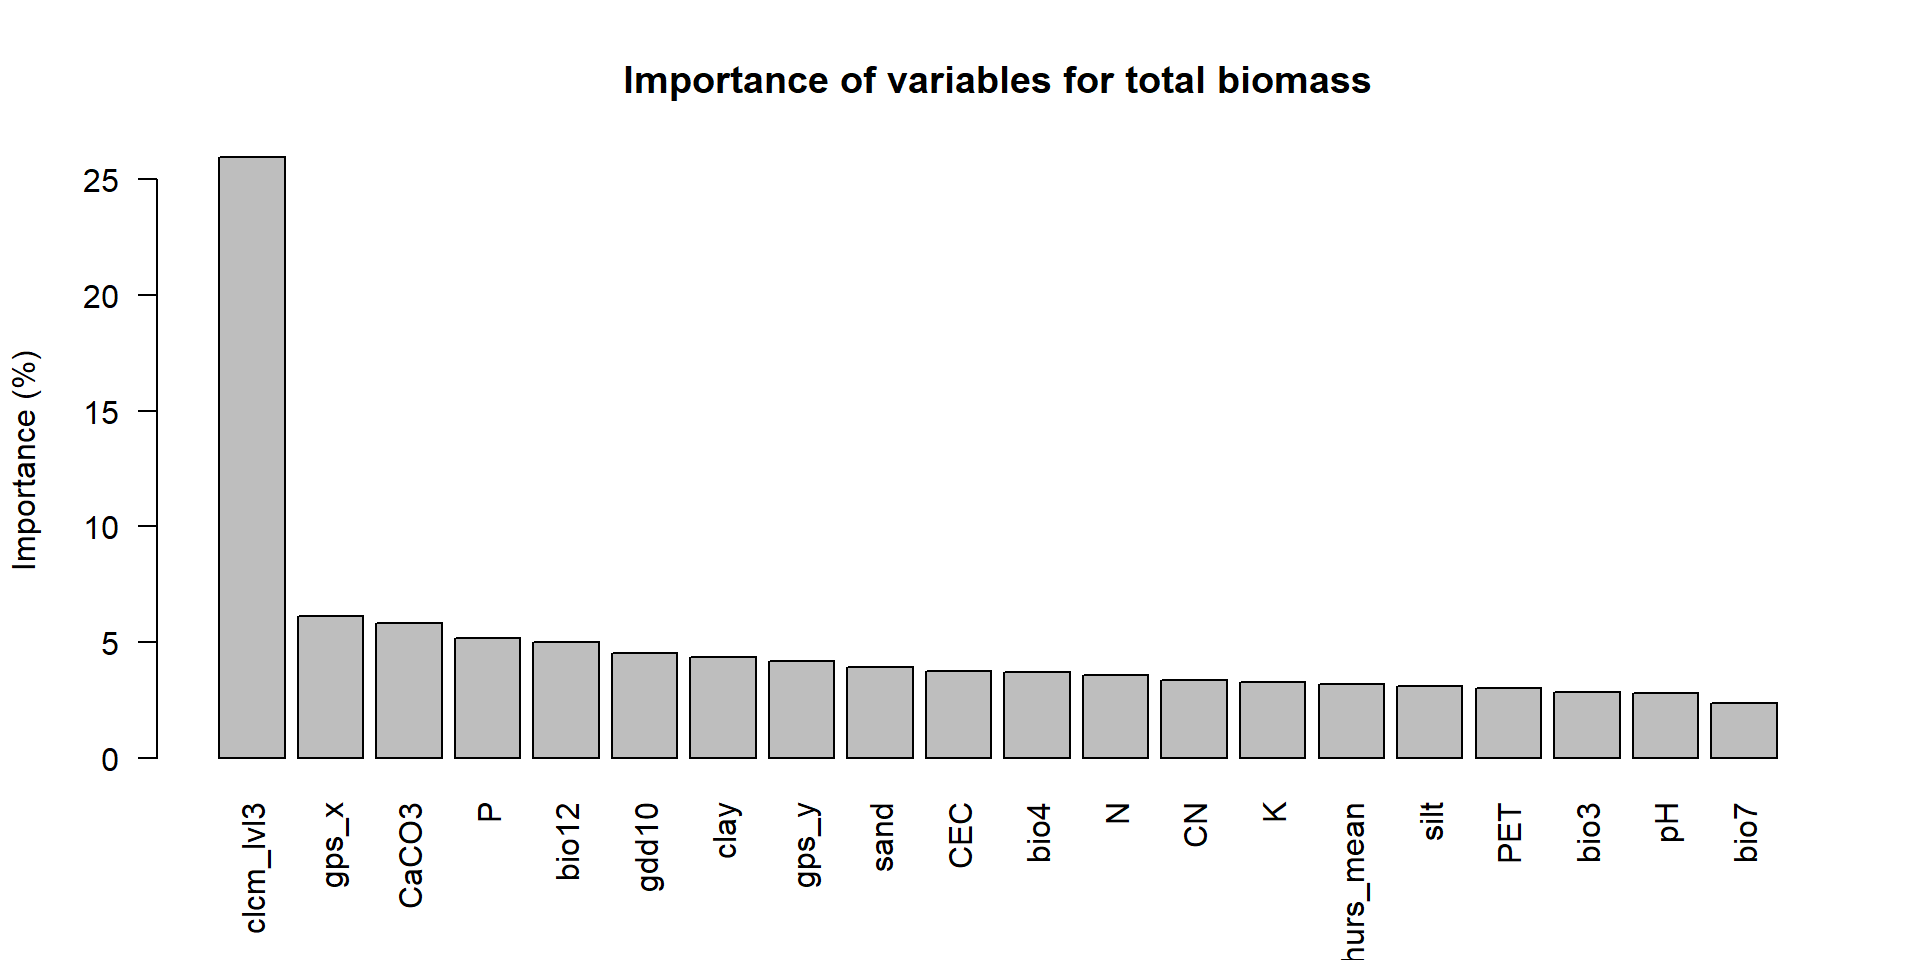 Importance of variables for total biomass
Importance (%)
25
20
15
10
5
0
clcm_lvl3
gps_x
CaCO3
P
bio12
gdd10
clay
gps_y
sand
CEC
bio4
N
CN
K
hurs_mean
silt
PET
bio3
pH
bio7